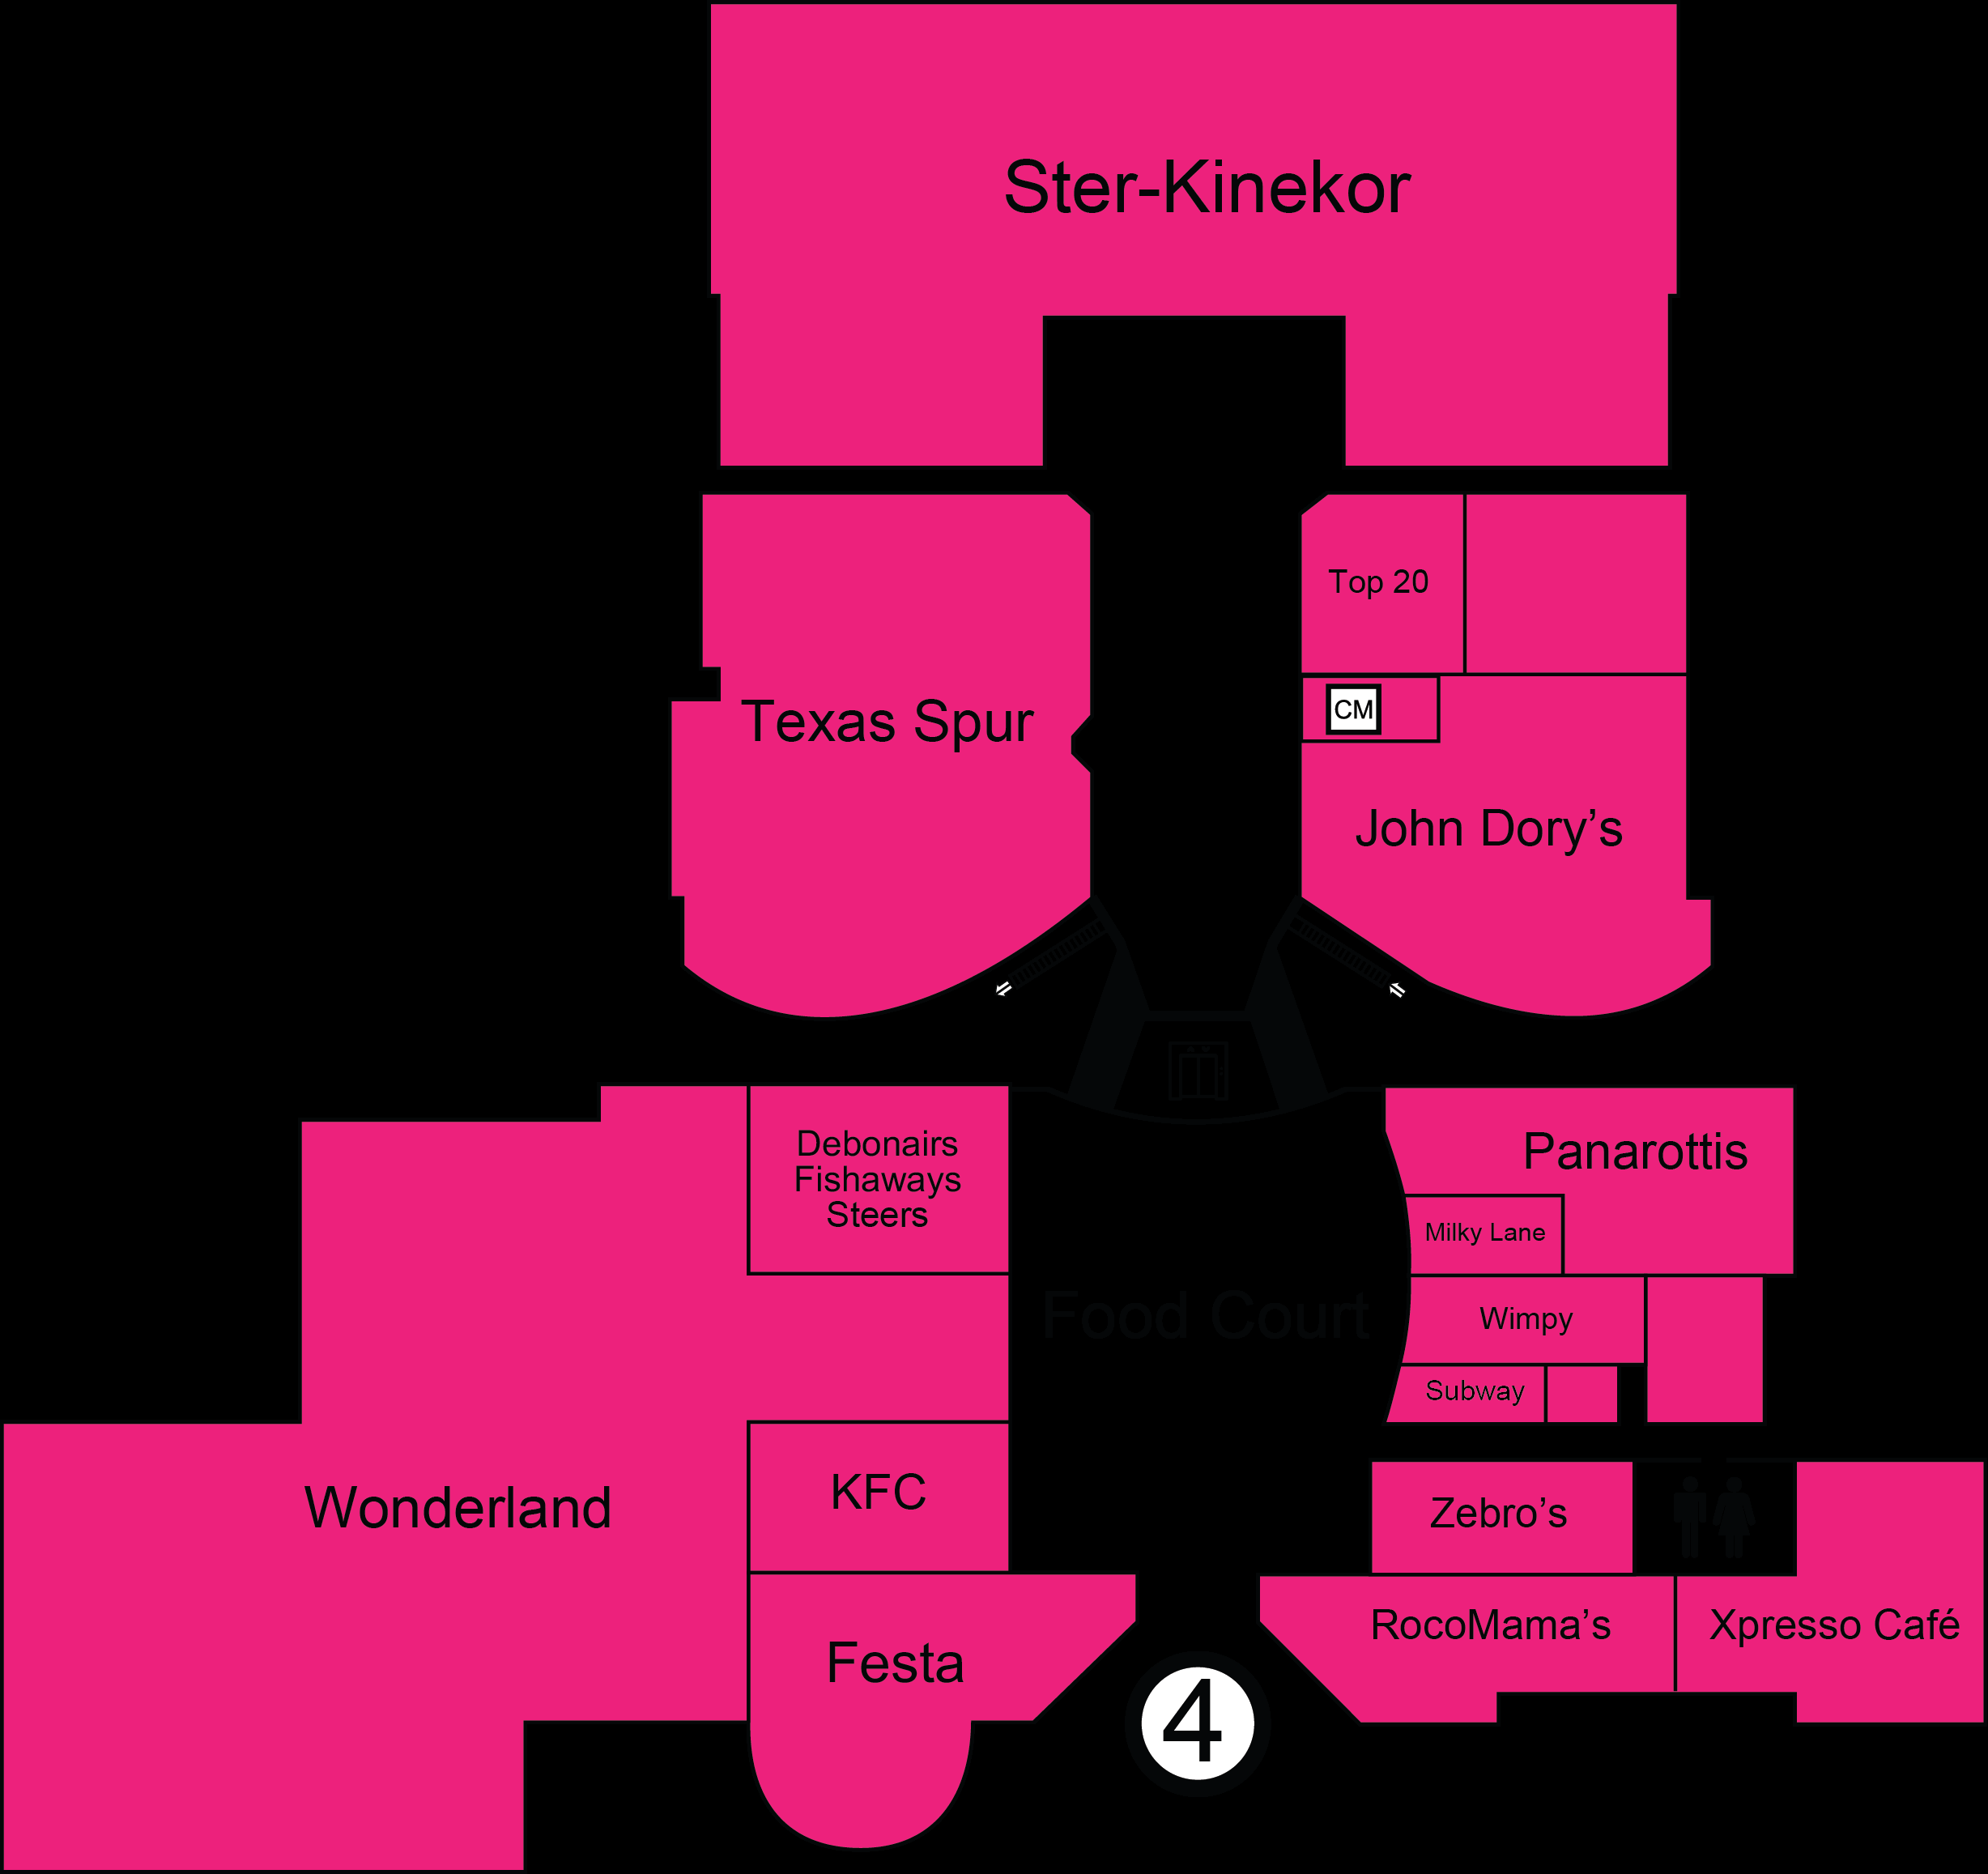 Ster-Kinekor
Top 20
CM
Texas Spur
John Dory’s
Debonairs
Fishaways
Steers
Panarottis
Milky Lane
Food Court
Wimpy
Subway
KFC
Wonderland
Zebro’s
Festa
RocoMama’s
Xpresso Café
4